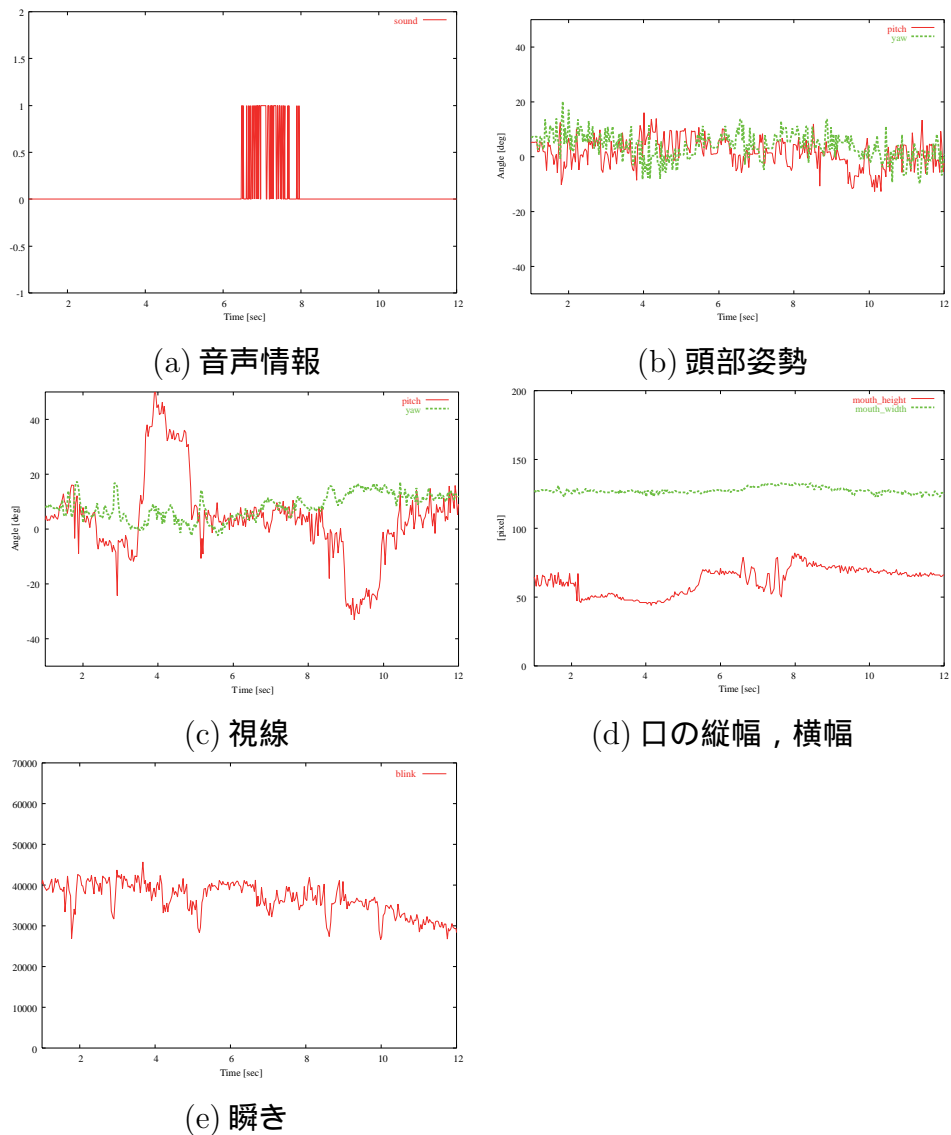 sound
2
1.5
1
0.5
0
-0.5
-1
2 4 6 8 10 12
Time [sec]
(a) 音声情報
pitch
yaw
Angle [deg]
40
20
0
-20
-40
2 4 6 8 10 12
Time [sec]
(b) 頭部姿勢
pitch
yaw
Angle [deg]
40
20
0
-20
-40
2 4 6 8 10 12
Time [sec]
(c) 視線
mouth_height
mouth_width
[pixel]
200
150
100
50
0
2 4 6 8 10 12
Time [sec]
(d) 口の縦幅，横幅
blink
70000
60000
50000
40000
30000
20000
10000
0
2 4 6 8 10 12
Time [sec]
(e) 瞬き